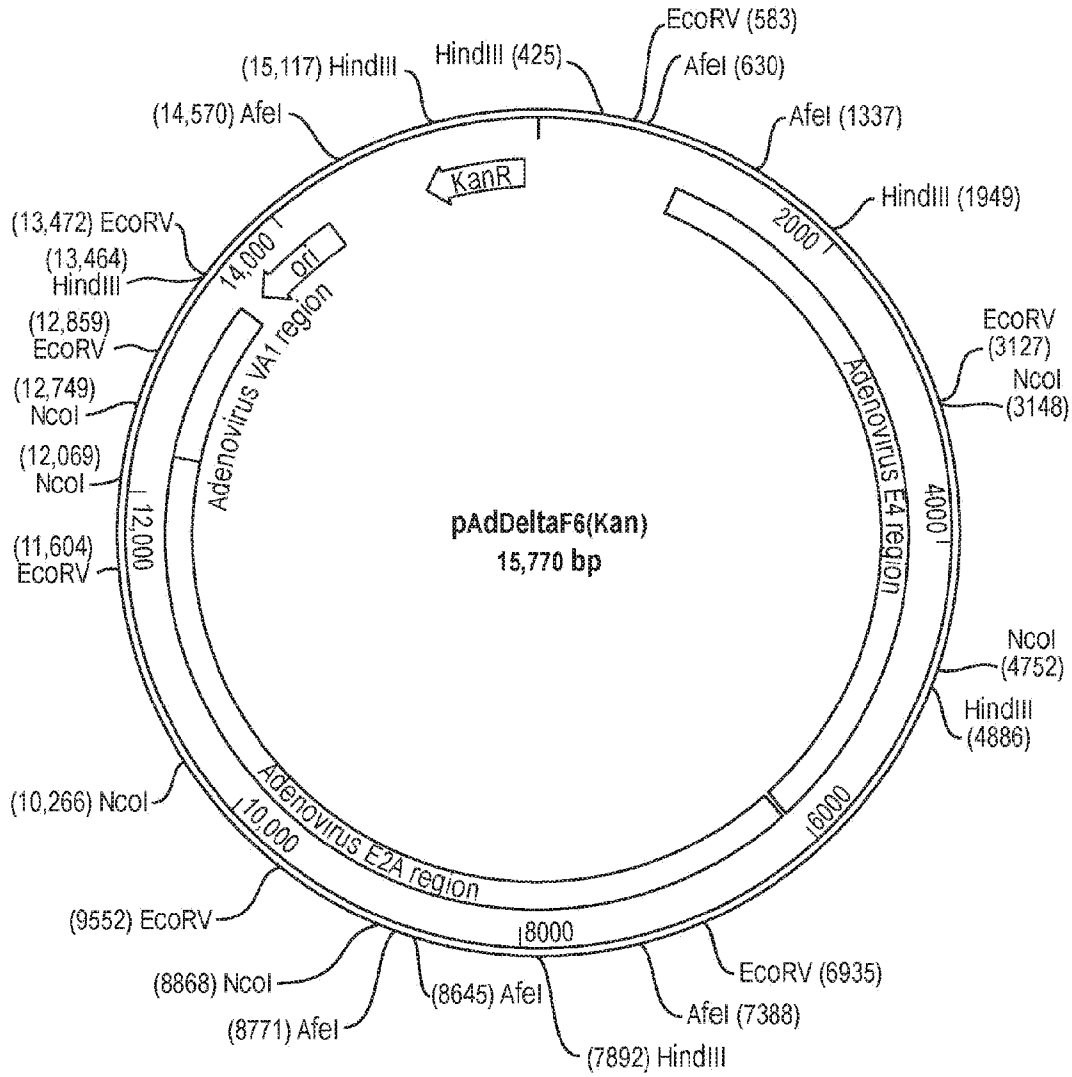 EcoRV (583)
HindIII (425)
(15,117) HindIII
AfeI (630)
(14,570) AfeI
AfeI (1337)
KanR
HindIII (1949)
2000
(13,472) EcoRV
14,000
ori
(13,464)
HindIII
(12,859)
EcoRV
Adenovirus VA1 region
EcoRV
(3127)
NcoI
(3148)
Adenovirus E4 region
(12,749)
NcoI
(12,069)
NcoI
4000
pAdDeltaF6(Kan)
15,770 bp
12,000
(11,604)
EcoRV
NcoI
(4752)
HindIII
(4886)
(10,266) NcoI
10,000
Adenovirus E2A region
6000
(9552) EcoRV
8000
(8868) NcoI
(8645) AfeI
EcoRV (6935)
(8771) AfeI
AfeI (7388)
(7892) HindIII